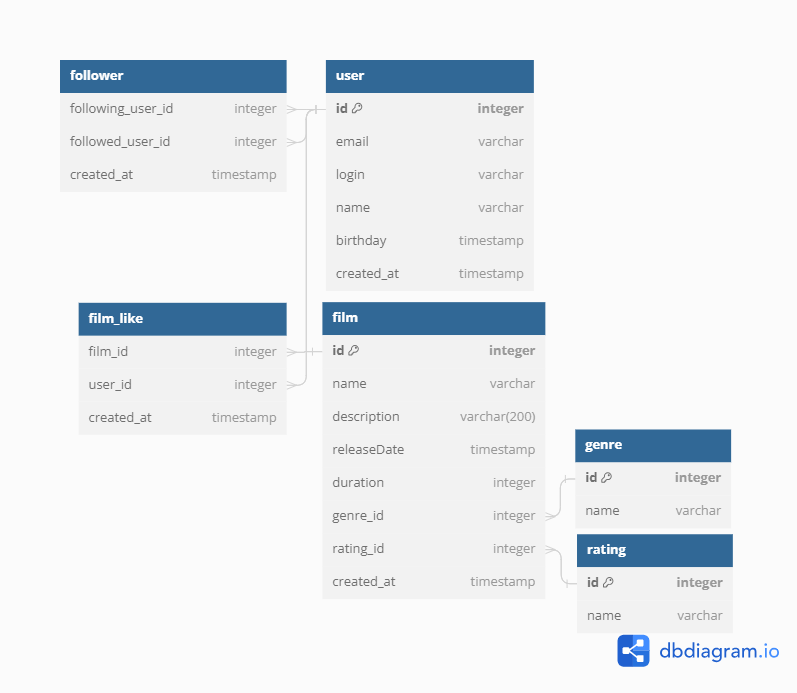 follower
following_user_id integer
followed_user_id integer
created_at timestamp
user
id integer
email varchar
login varchar
name varchar
birthday timestamp
created_at timestamp
film_like
film_id integer
user_id integer
created_at timestamp
film
id integer
name varchar
description varchar(200)
releaseDate timestamp
duration integer
genre_id integer
rating_id integer
created_at timestamp
genre
id integer
name varchar
rating
id integer
name varchar
dbdiagram.io